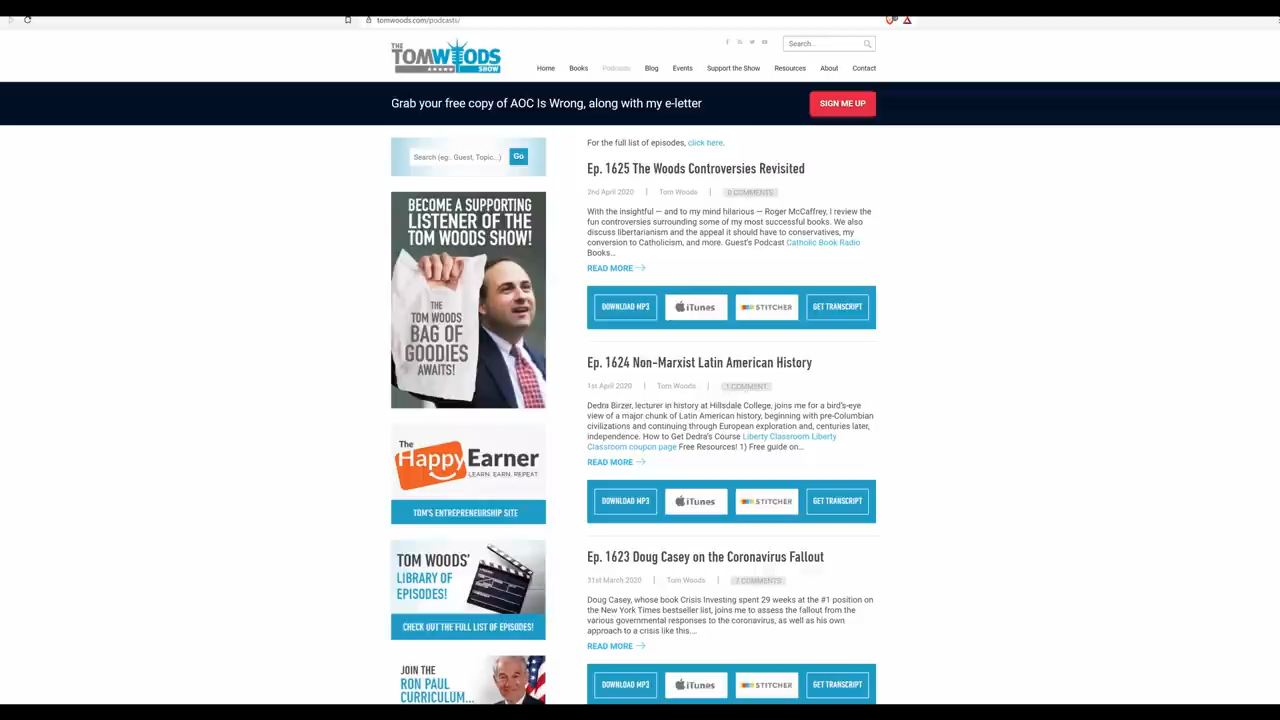 tomwoods.com/podcasts/
THE
TOMWOODS
SHOW
Search...
Home Books Podcasts Blog Events Support the Show Resources About Contact
Grab your free copy of AOC Is Wrong, along with my e-letter
SIGN ME UP
Search (eg.. Guest, Topic...)
Go
BECOME A SUPPORTING
LISTENER OF THE
TOM WOODS SHOW!
THE
TOM WOODS
BAG OF
GOODIES
AWAITS!
The
HappyEarner
LEARN. EARN. REPEAT.
TOM'S ENTREPRENEURSHIP SITE
TOM WOODS'
LIBRARY OF
EPISODES!
CHECK OUT THE FULL LIST OF EPISODES!
JOIN THE
RON PAUL
CURRICULUM...
For the full list of episodes, click here.
Ep. 1625 The Woods Controversies Revisited
2nd April 2020 | Tom Woods | 0 COMMENTS
With the insightful — and to my mind hilarious — Roger McCaffrey, I review the
fun controversies surrounding some of my most successful books. We also
discuss libertarianism and the appeal it should have to conservatives, my
conversion to Catholicism, and more. Guest's Podcast Catholic Book Radio
Books...
READ MORE
DOWNLOAD MP3 iTunes STITCHER GET TRANSCRIPT
Ep. 1624 Non-Marxist Latin American History
1st April 2020 | Tom Woods | 1 COMMENT
Dedra Birzer, lecturer in history at Hillsdale College, joins me for a bird's-eye
view of a major chunk of Latin American history, beginning with pre-Columbian
civilizations and continuing through European exploration and, centuries later,
independence. How to Get Dedra's Course Liberty Classroom Liberty
Classroom coupon page Free Resources! 1) Free guide on...
READ MORE
DOWNLOAD MP3 iTunes STITCHER GET TRANSCRIPT
Ep. 1623 Doug Casey on the Coronavirus Fallout
31st March 2020 | Tom Woods | 7 COMMENTS
Doug Casey, whose book Crisis Investing spent 29 weeks at the #1 position on
the New York Times bestseller list, joins me to assess the fallout from the
various governmental responses to the coronavirus, as well as his own
approach to a crisis like this....
READ MORE
DOWNLOAD MP3 iTunes STITCHER GET TRANSCRIPT